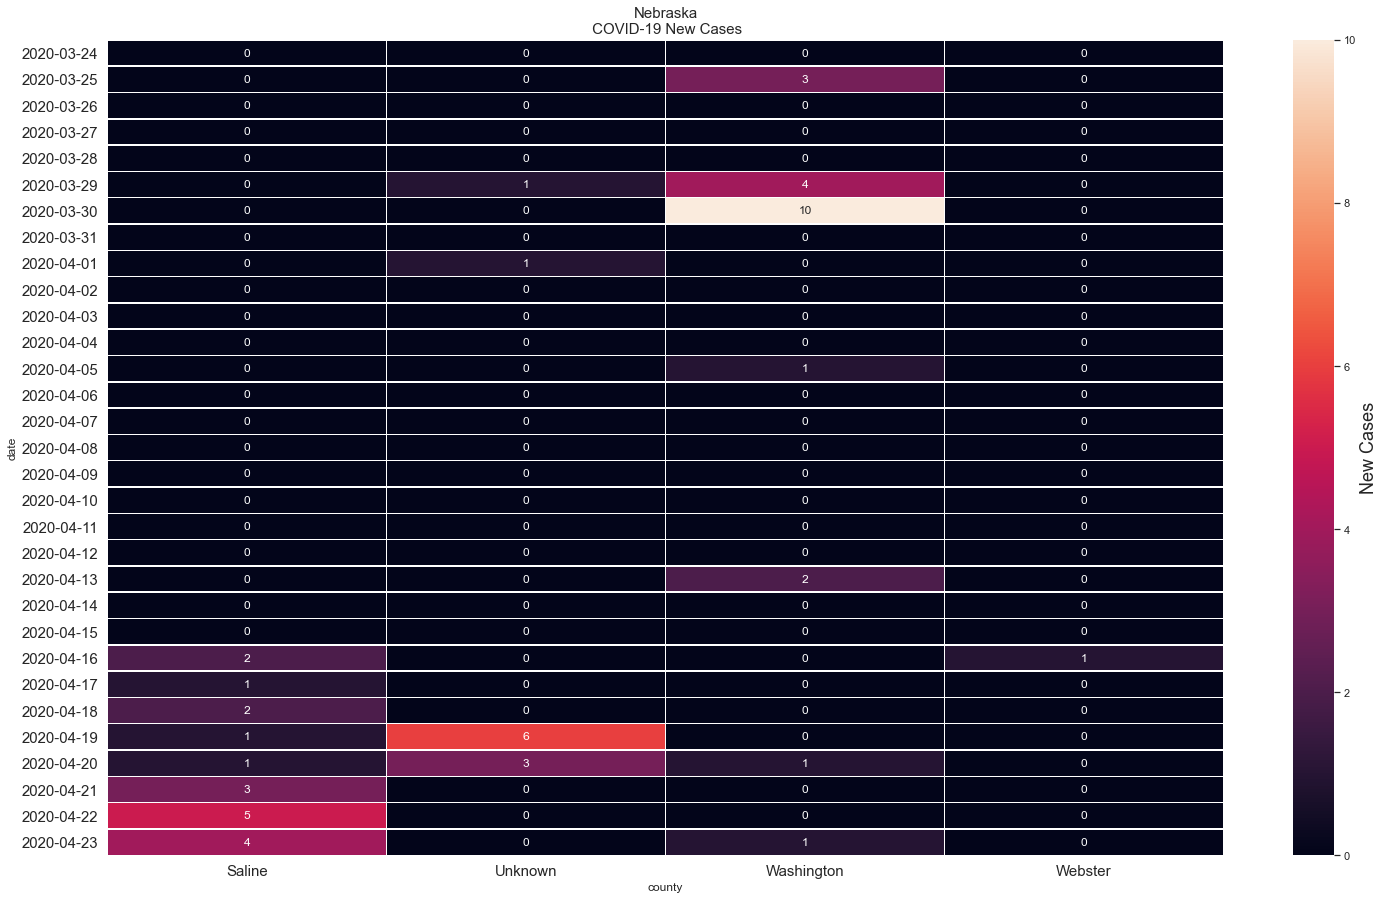 Nebraska
COVID-19 New Cases
2020-03-24 0 0 0 0
2020-03-25 0 0 3 0
2020-03-26 0 0 0 0
2020-03-27 0 0 0 0
2020-03-28 0 0 0 0
2020-03-29 0 1 4 0
2020-03-30 0 0 10 0
2020-03-31 0 0 0 0
2020-04-01 0 1 0 0
2020-04-02 0 0 0 0
2020-04-03 0 0 0 0
2020-04-04 0 0 0 0
2020-04-05 0 0 1 0
2020-04-06 0 0 0 0
2020-04-07 0 0 0 0
2020-04-08 0 0 0 0
2020-04-09 0 0 0 0
2020-04-10 0 0 0 0
2020-04-11 0 0 0 0
2020-04-12 0 0 0 0
2020-04-13 0 0 2 0
2020-04-14 0 0 0 0
2020-04-15 0 0 0 0
2020-04-16 2 0 0 1
2020-04-17 1 0 0 0
2020-04-18 2 0 0 0
2020-04-19 1 6 0 0
2020-04-20 1 3 1 0
2020-04-21 3 0 0 0
2020-04-22 5 0 0 0
2020-04-23 4 0 1 0
date
Saline Unknown Washington Webster
county
10
8
6
4
2
0
New Cases